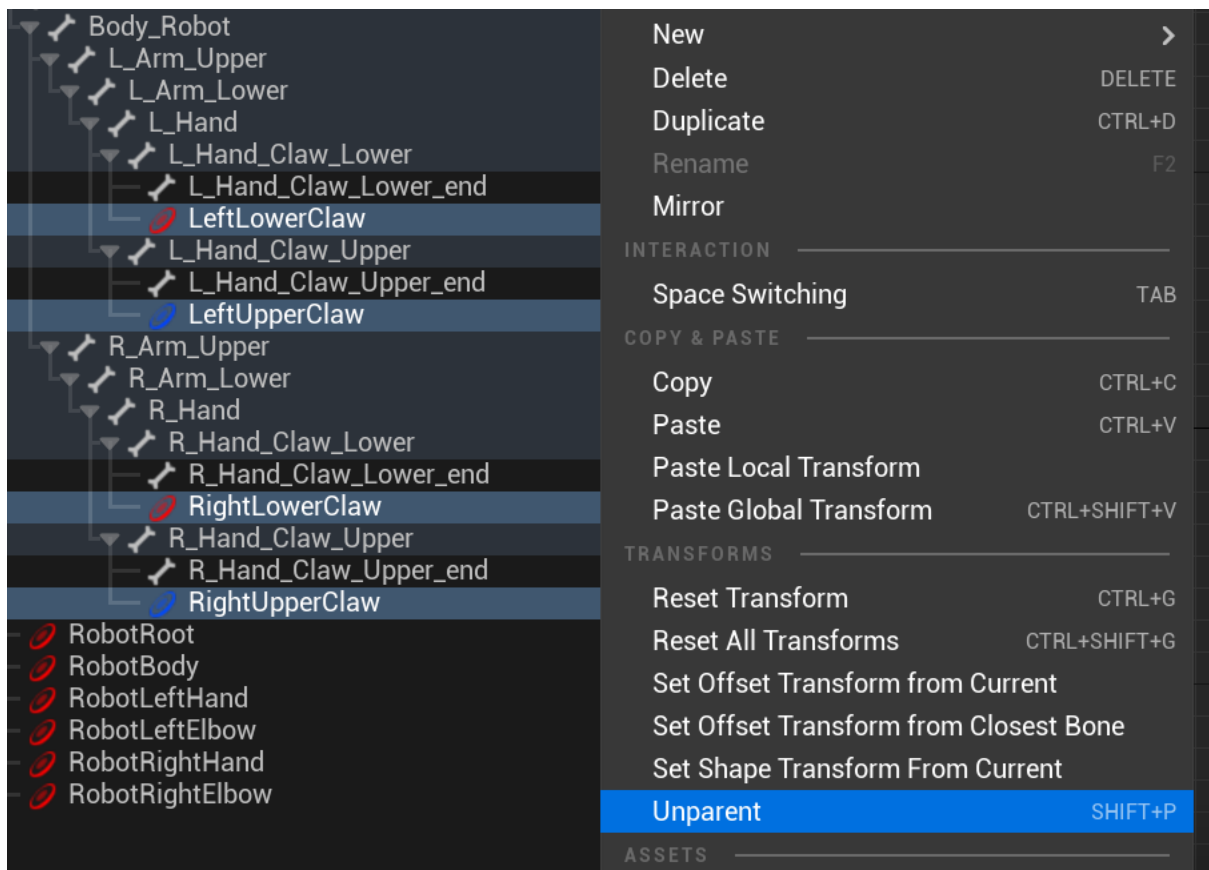 Body_Robot
L_Arm_Upper
L_Arm_Lower
L_Hand
L_Hand_Claw_Lower
L_Hand_Claw_Lower_end
LeftLowerClaw
L_Hand_Claw_Upper
L_Hand_Claw_Upper_end
LeftUpperClaw
R_Arm_Upper
R_Arm_Lower
R_Hand
R_Hand_Claw_Lower
R_Hand_Claw_Lower_end
RightLowerClaw
R_Hand_Claw_Upper
R_Hand_Claw_Upper_end
RightUpperClaw
RobotRoot
RobotBody
RobotLeftHand
RobotLeftElbow
RobotRightHand
RobotRightElbow
New
Delete DELETE
Duplicate CTRL+D
Rename F2
Mirror
INTERACTION
Space Switching TAB
COPY & PASTE
Copy CTRL+C
Paste CTRL+V
Paste Local Transform
Paste Global Transform CTRL+SHIFT+V
TRANSFORMS
Reset Transform CTRL+G
Reset All Transforms CTRL+SHIFT+G
Set Offset Transform from Current
Set Offset Transform from Closest Bone
Set Shape Transform From Current
Unparent SHIFT+P
ASSETS